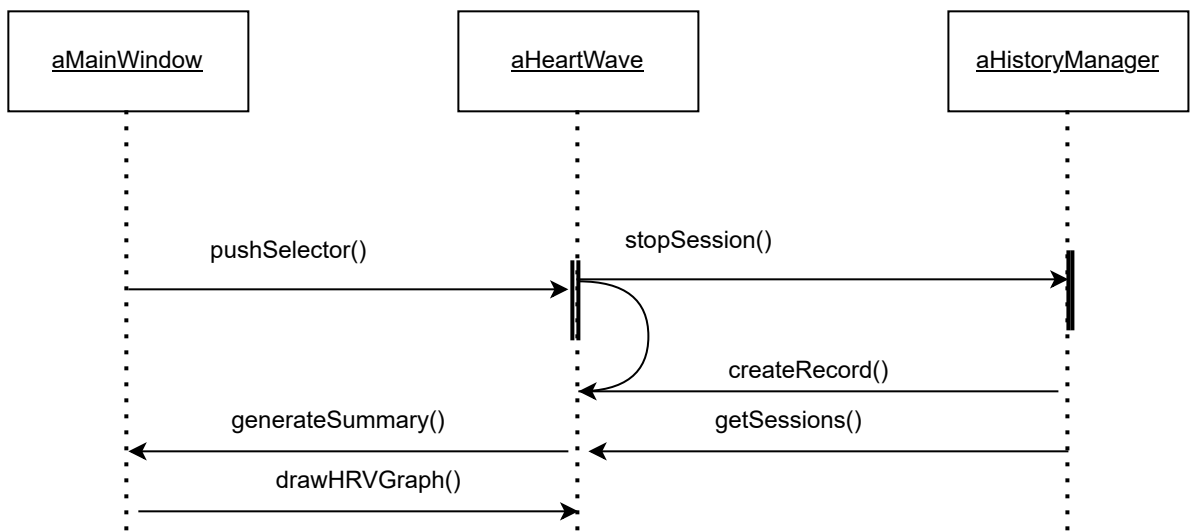 aMainWindow
aHeartWave
aHistoryManager
pushSelector()
stopSession()
createRecord()
generateSummary()
getSessions()
drawHRVGraph()